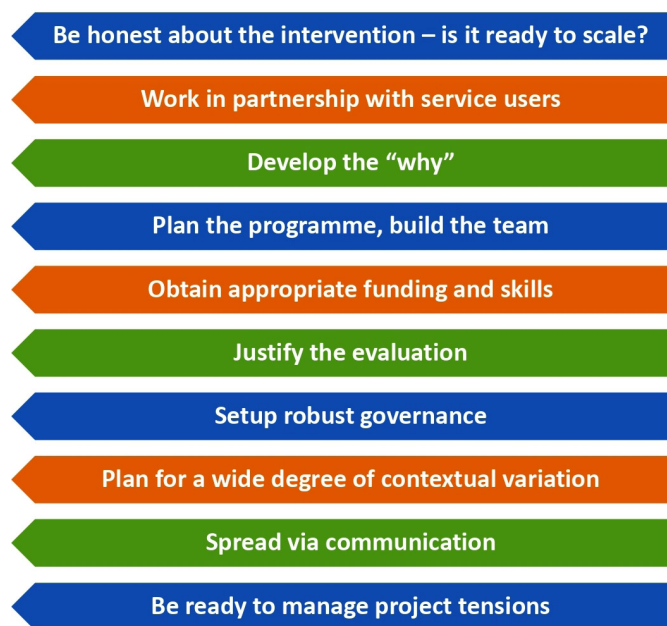 Be honest about the intervention – is it ready to scale?
Work in partnership with service users
Develop the “why”
Plan the programme, build the team
Obtain appropriate funding and skills
Justify the evaluation
Setup robust governance
Plan for a wide degree of contextual variation
Spread via communication
Be ready to manage project tensions